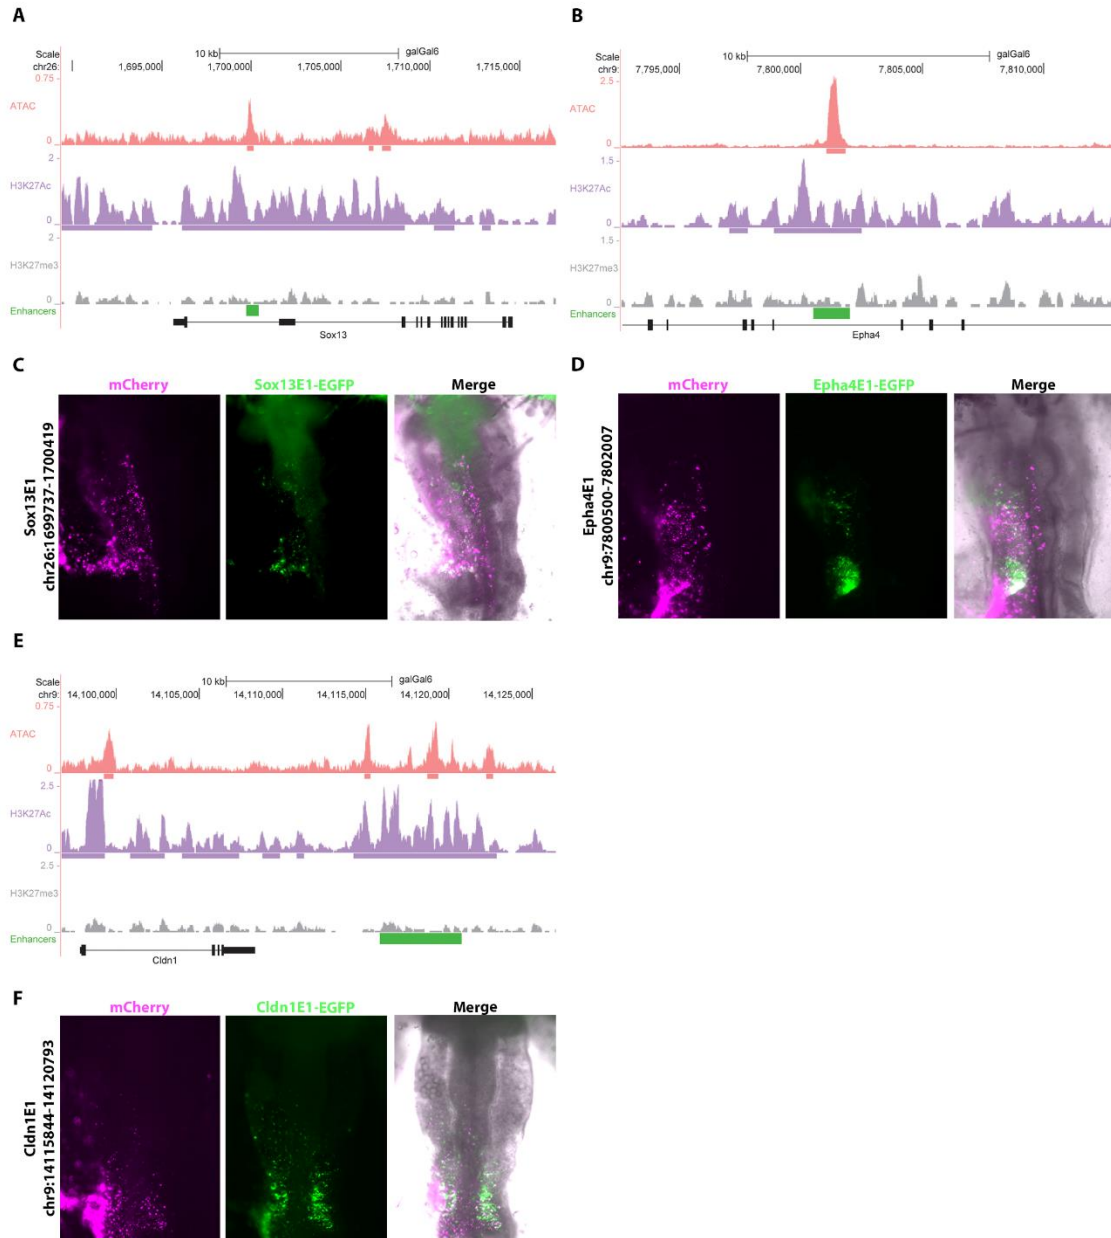 A
Scale
10 kb
galGal6
chr26:
1,695,000
1,700,000
1,705,000
1,710,000
1,715,000
0.75 -
ATAC
0 _
2 -
H3K27Ac
0 _
2 -
H3K27me3
0 _
Enhancers
Sox13
B
Scale
10 kb
galGal6
chr9:
7,795,000
7,800,000
7,805,000
7,810,000
2.5 -
ATAC
0 _
1.5 -
H3K27Ac
0 _
1.5 -
H3K27me3
0 _
Enhancers
Epha4
C
mCherry
Sox13E1-EGFP
Merge
Sox13E1
chr26:1699737-1700419
D
mCherry
Epha4E1-EGFP
Merge
Epha4E1
chr9:7800500-7802007
E
Scale
10 kb
galGal6
chr9:
14,100,000
14,105,000
14,110,000
14,115,000
14,120,000
14,125,000
0.75 -
ATAC
0 _
2.5 -
H3K27Ac
0 _
2.5 -
H3K27me3
0 _
Enhancers
Cldn1
F
mCherry
Cldn1E1-EGFP
Merge
Cldn1E1
chr9:14115844-14120793